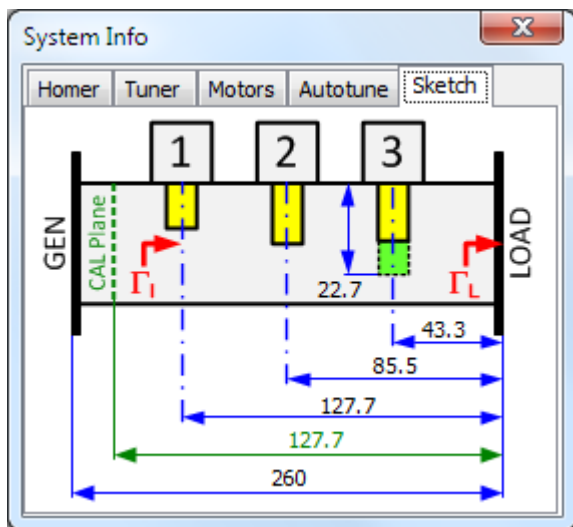 System Info
Homer Tuner Motors Autotune Sketch
1 2 3
GEN
CAL Plane
ΓI
ΓL
LOAD
22.7
43.3
85.5
127.7
127.7
260